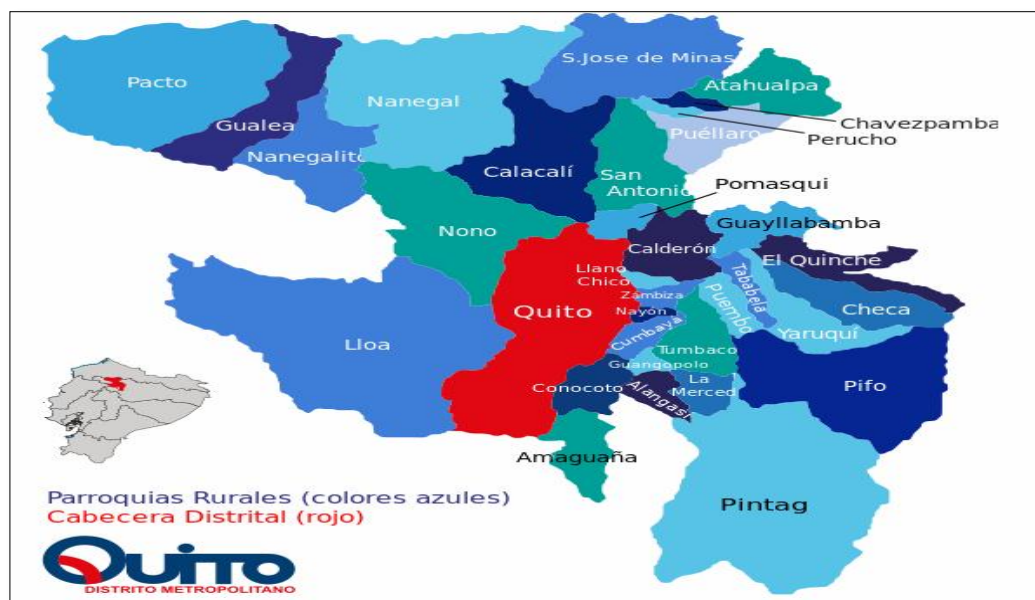 Pacto
Gualea
Nanegalito
Nanegal
S.Jose de Minas
Atahualpa
Chavezpamba
Perucho
Puéllaro
Calacalí
San
Antonio
Pomasqui
Guayllabamba
Nono
Calderón
El Quinche
Llano
Chico
Tababela
Zámbiza
Puembo
Checa
Quito
Nayón
Yaruquí
Lloa
Cumbaya
Tumbaco
Guangopolo
Conocoto
Alangasí
La
Merced
Pifo
Amaguaña
Pintag
Parroquias Rurales (colores azules)
Cabecera Distrital (rojo)
QUITO
DISTRITO METROPOLITANO